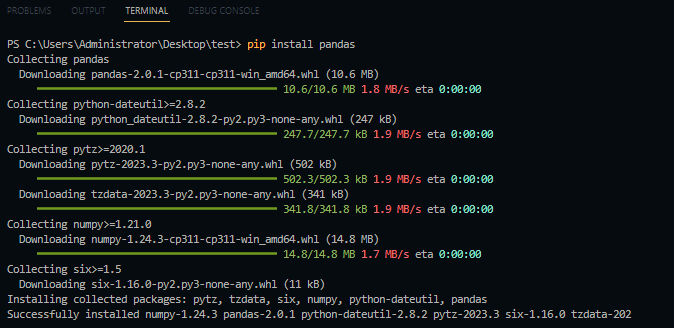 PROBLEMS OUTPUT TERMINAL DEBUG CONSOLE
PS C:\Users\Administrator\Desktop\test> pip install pandas
Collecting pandas
Downloading pandas-2.0.1-cp311-cp311-win_amd64.whl (10.6 MB)
10.6/10.6 MB 1.8 MB/s eta 0:00:00
Collecting python-dateutil>=2.8.2
Downloading python_dateutil-2.8.2-py2.py3-none-any.whl (247 kB)
247.7/247.7 kB 1.9 MB/s eta 0:00:00
Collecting pytz>=2020.1
Downloading pytz-2023.3-py2.py3-none-any.whl (502 kB)
502.3/502.3 kB 1.9 MB/s eta 0:00:00
Downloading tzdata-2023.3-py2.py3-none-any.whl (341 kB)
341.8/341.8 kB 1.9 MB/s eta 0:00:00
Collecting numpy>=1.21.0
Downloading numpy-1.24.3-cp311-cp311-win_amd64.whl (14.8 MB)
14.8/14.8 MB 1.7 MB/s eta 0:00:00
Collecting six>=1.5
Downloading six-1.16.0-py2.py3-none-any.whl (11 kB)
Installing collected packages: pytz, tzdata, six, numpy, python-dateutil, pandas
Successfully installed numpy-1.24.3 pandas-2.0.1 python-dateutil-2.8.2 pytz-2023.3 six-1.16.0 tzdata-202